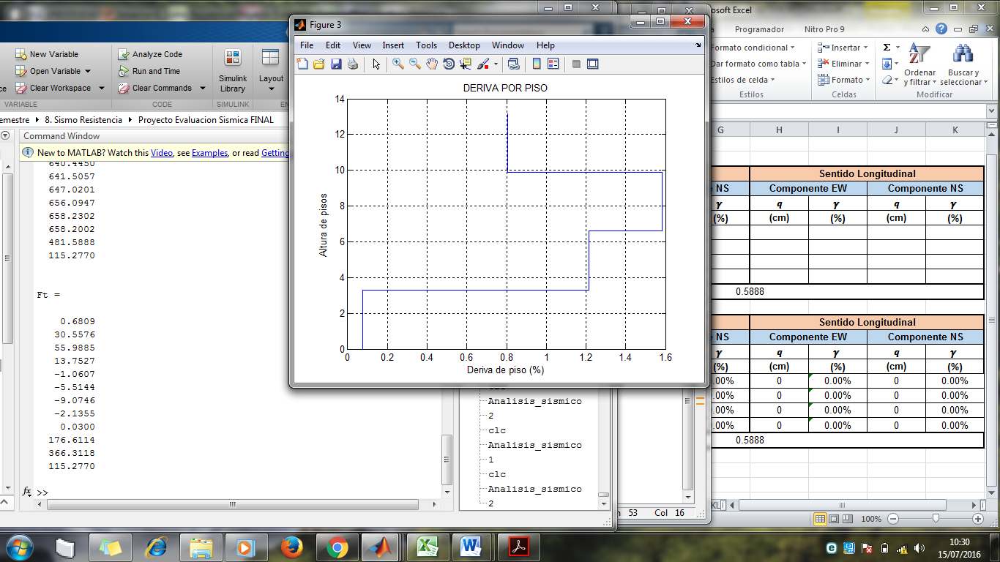 Figure 3
File Edit View Insert Tools Desktop Window Help
DERIVA POR PISO
14
12
10
8
6
4
2
0
Altura de pisos
0 0.2 0.4 0.6 0.8 1 1.2 1.4 1.6
Deriva de piso (%)
New Variable
Open Variable
Clear Workspace
VARIABLE
Analyze Code
Run and Time
Clear Commands
CODE
Simulink
Library
SIMULINK
Layout
emestre 8. Sismo Resistencia Proyecto Evaluacion Sismica FINAL
Command Window
New to MATLAB? Watch this Video, see Examples, or read Getting
640.4450
641.5057
647.0201
656.0947
658.2302
658.2002
481.5888
115.2770
Ft =
0.6809
30.5576
55.9885
13.7527
-1.0607
-5.5144
-9.0746
-2.1355
0.0300
176.6114
366.3118
115.2770
fx >>
Analisis_sismico
2
clc
Analisis_sismico
1
clc
Analisis_sismico
2
53 Col 16
osoft Excel
Programador Nitro Pro 9
Formato condicional
Dar formato como tabla
Estilos de celda
Estilos
Insertar
Eliminar
Formato
Celdas
Σ
Ordenar
y filtrar
Buscar y
seleccionar
Modificar
G H I J K
Sentido Longitudinal
NS Componente EW Componente NS
γ q γ q γ
(%) (cm) (%) (cm) (%)
0.5888
Sentido Longitudinal
NS Componente EW Componente NS
γ q γ q γ
(%) (cm) (%) (cm) (%)
.00% 0 0.00% 0 0.00%
.00% 0 0.00% 0 0.00%
.00% 0 0.00% 0 0.00%
.00% 0 0.00% 0 0.00%
0.5888
100%
10:30
15/07/2016